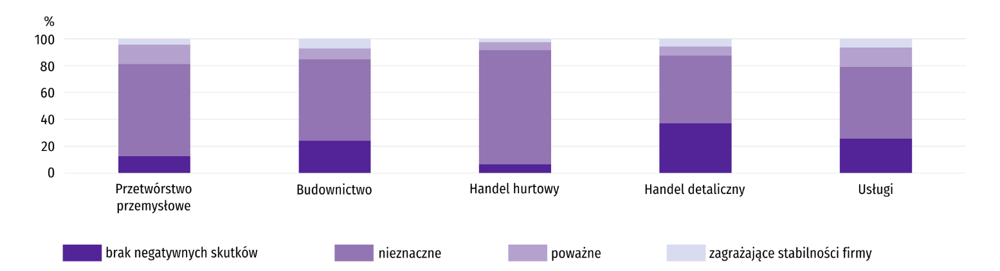 %
100
80
60
40
20
0
Przetwórstwo
przemysłowe
Budownictwo
Handel hurtowy
Handel detaliczny
Usługi
brak negatywnych skutków
nieznaczne
poważne
zagrażające stabilności firmy